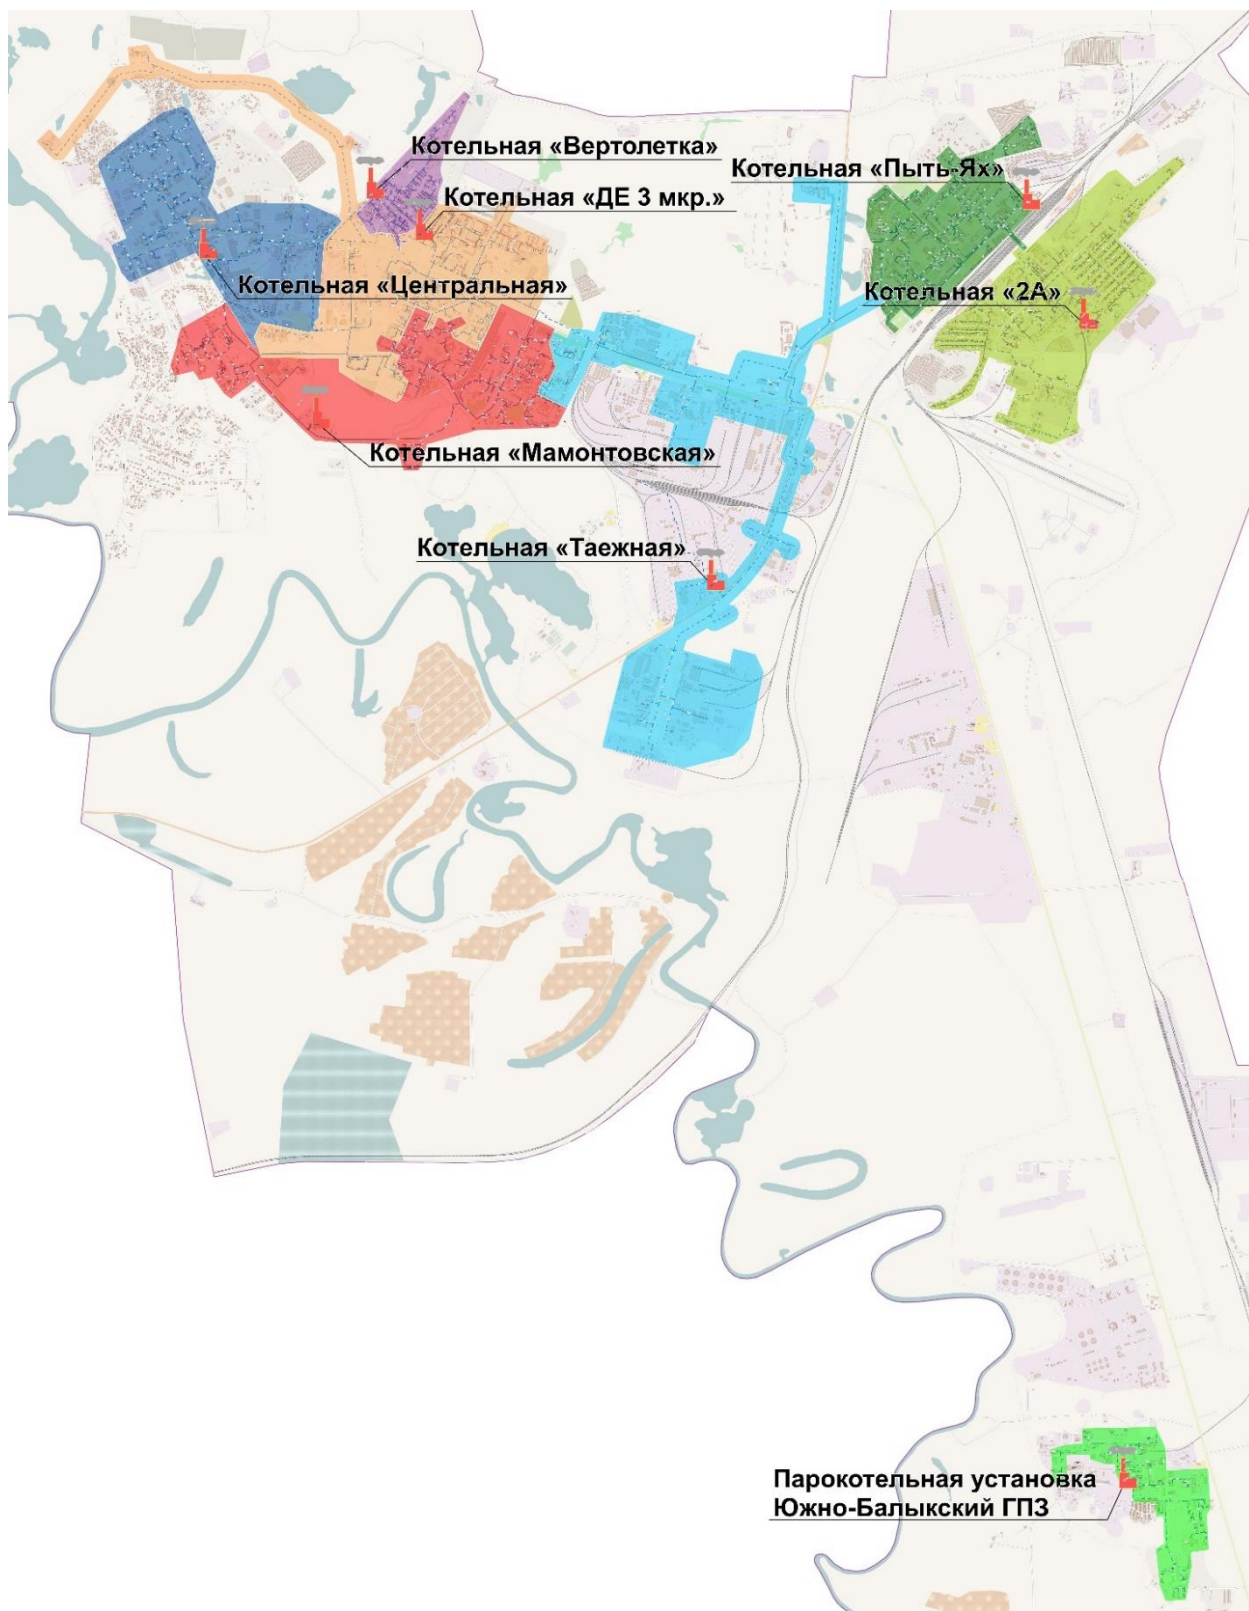 Котельная «Вертолетка»
Котельная «Пыть-Ях»
Котельная «ДЕ 3 мкр.»
Котельная «Центральная»
Котельная «2А»
Котельная «Мамонтовская»
Котельная «Таежная»
Парокотельная установка
Южно-Балыкский ГПЗ